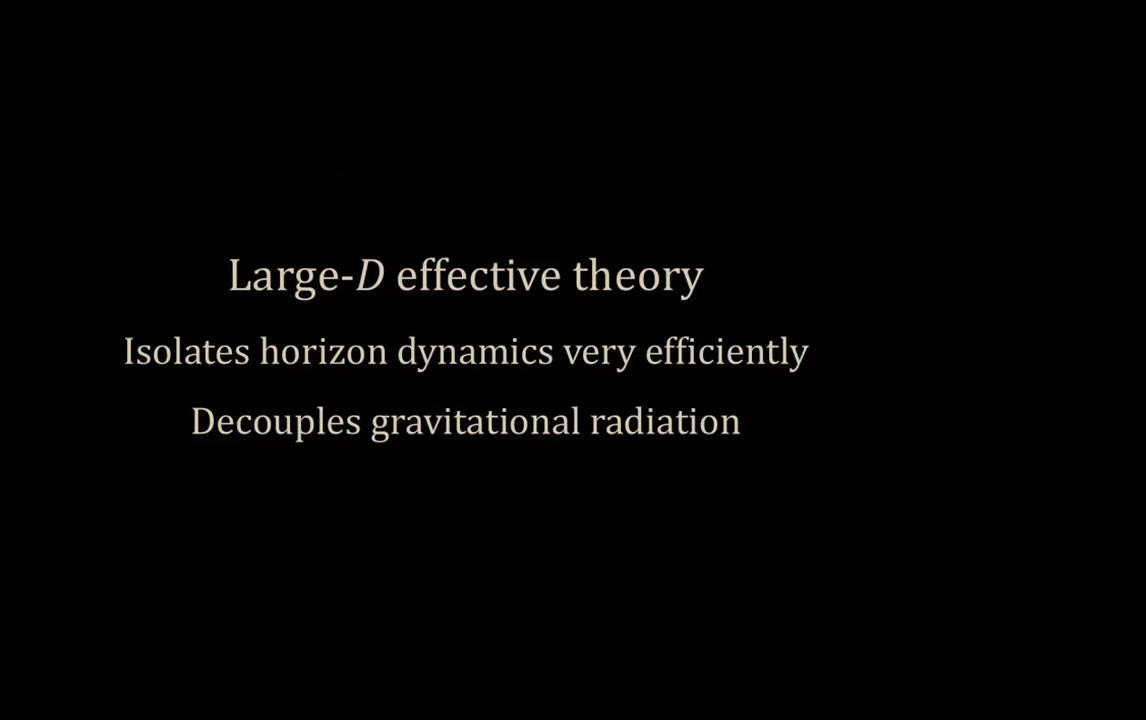 Large-D effective theory
Isolates horizon dynamics very efficiently
Decouples gravitational radiation